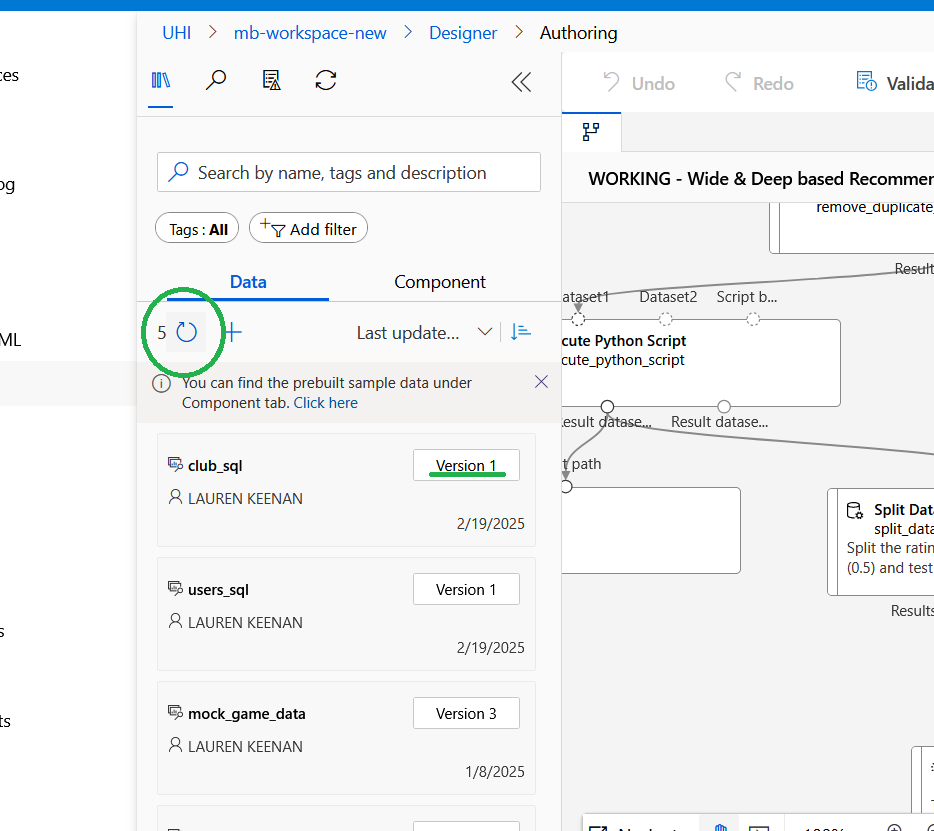 UHI > mb-workspace-new > Designer > Authoring
ces
Undo
Redo
Valida
Search by name, tags and description
og
WORKING - Wide & Deep based Recommen
remove_duplicate_
Tags : All
Add filter
Result
Data
Component
ataset1
Dataset2
Script b...
5
Last update...
ML
cute Python Script
cute_python_script
You can find the prebuilt sample data under
Component tab. Click here
esult datase...
Result datase...
t path
club_sql
Version 1
LAUREN KEENAN
2/19/2025
Split Data
split_data
Split the ratin
(0.5) and test
users_sql
Version 1
LAUREN KEENAN
Results
s
2/19/2025
mock_game_data
Version 3
ts
LAUREN KEENAN
1/8/2025